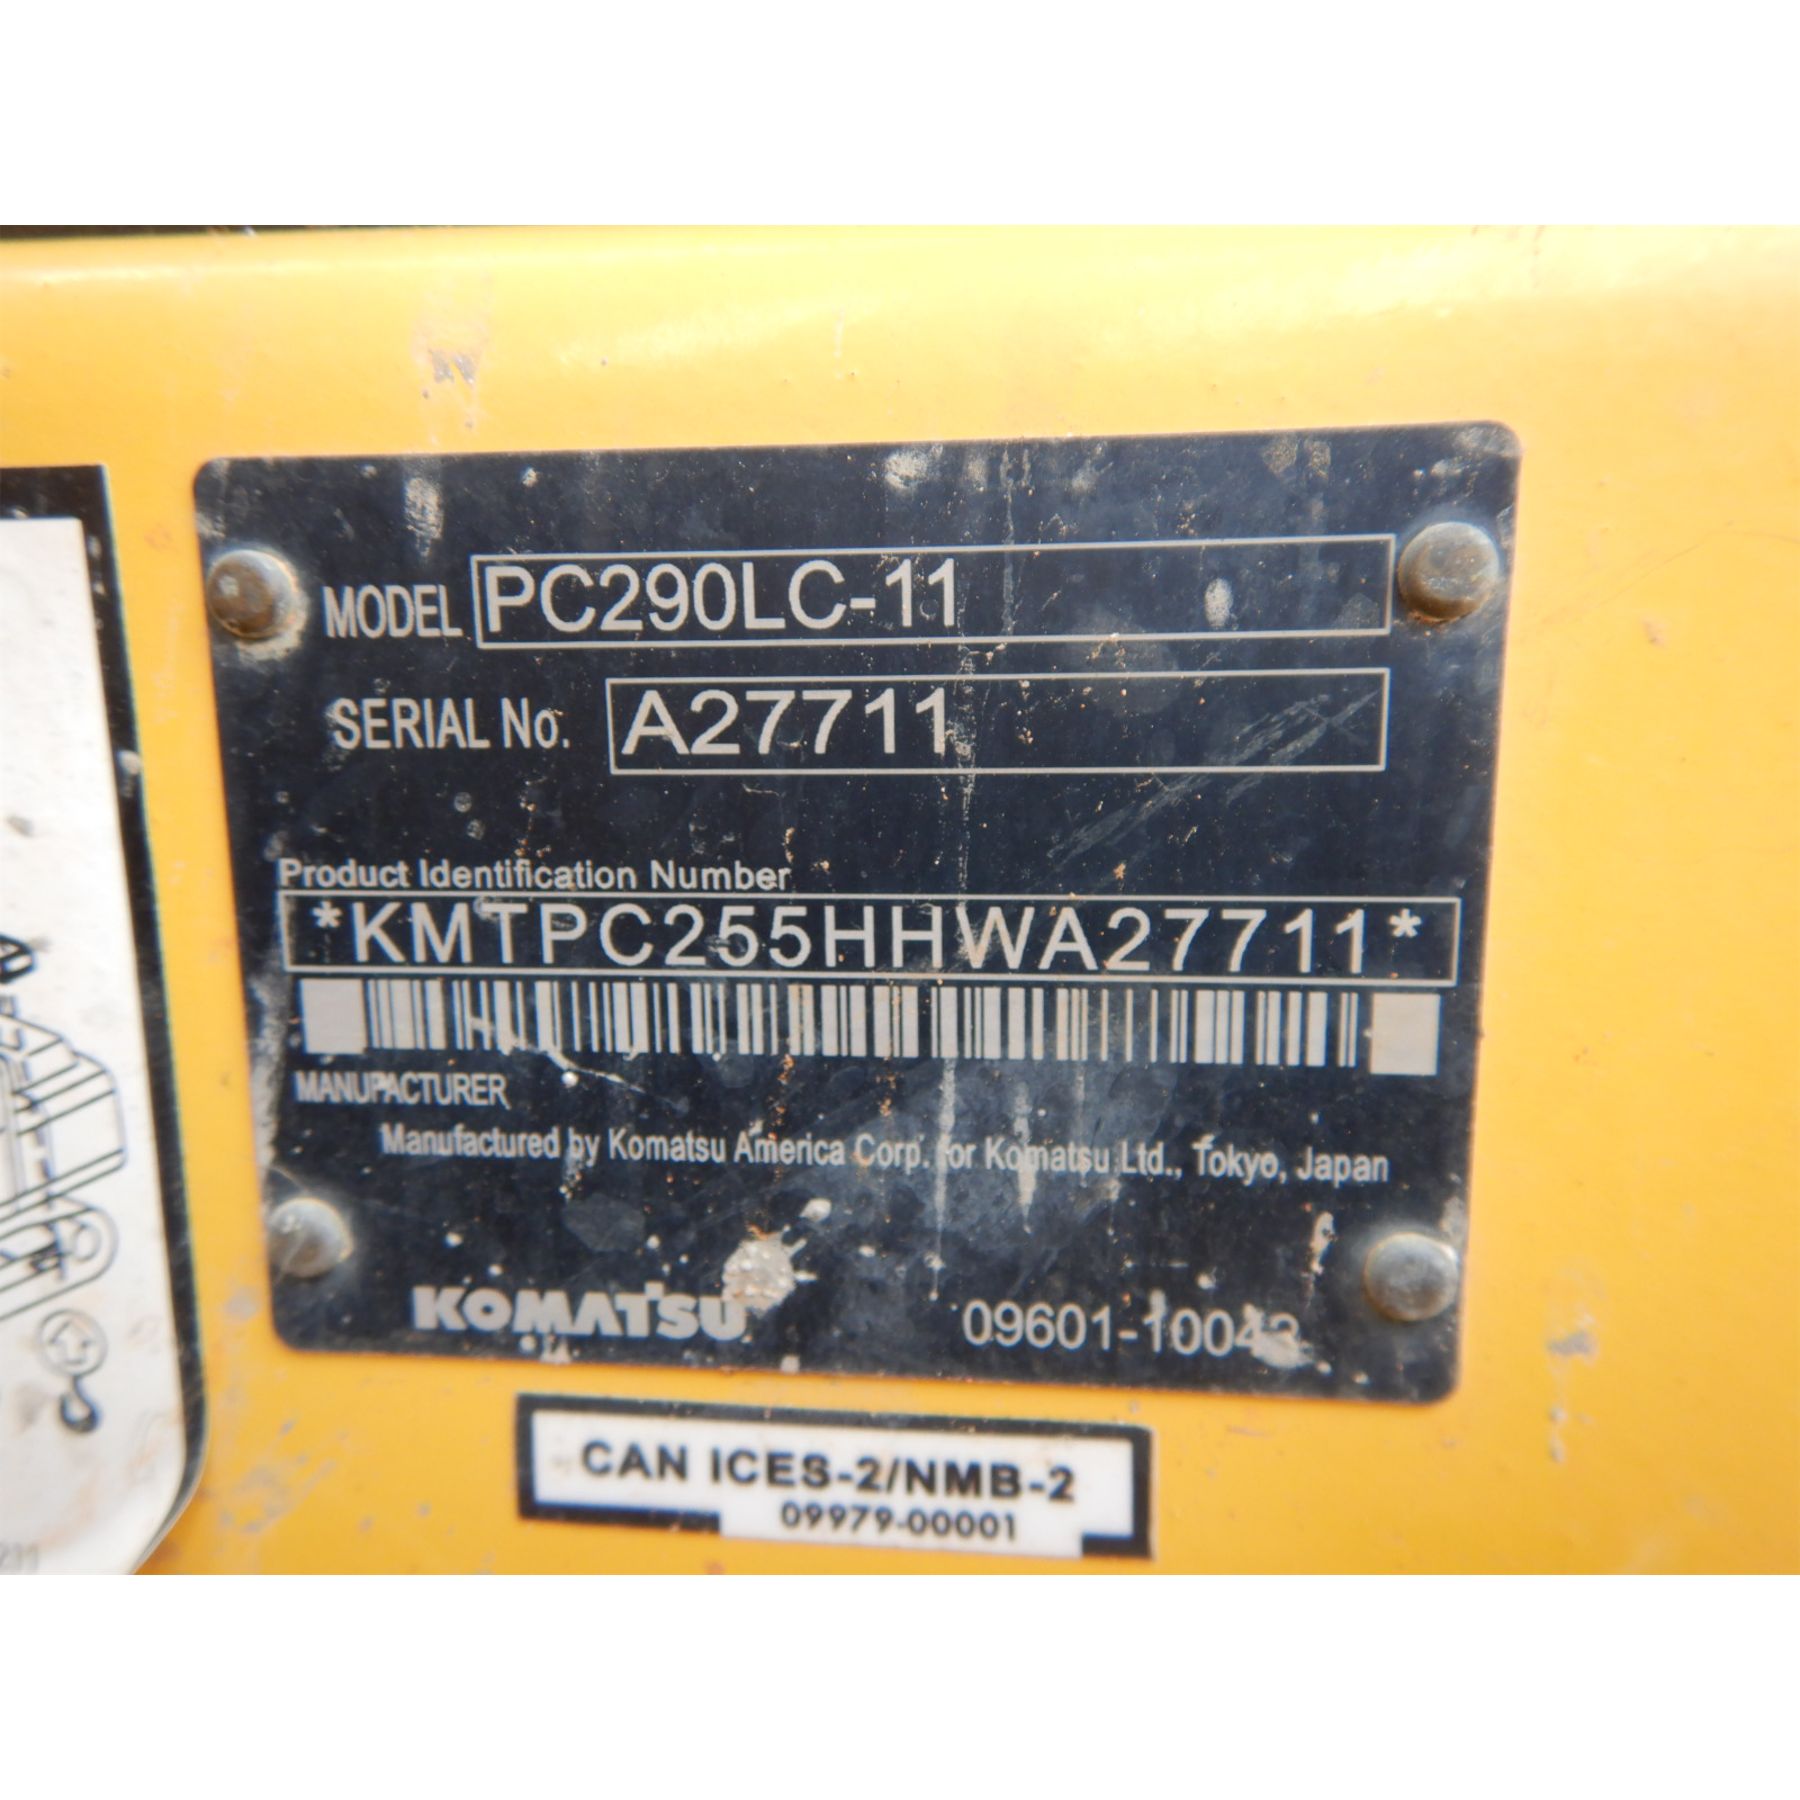 MODEL PC290LC-11
SERIAL No. A27711
Product Identification Number
*KMTPC255HHWA27711*
MANUFACTURER
Manufactured by Komatsu America Corp. for Komatsu Ltd., Tokyo, Japan
KOMATSU
CAN ICES-2/NMB-2
09979-00001